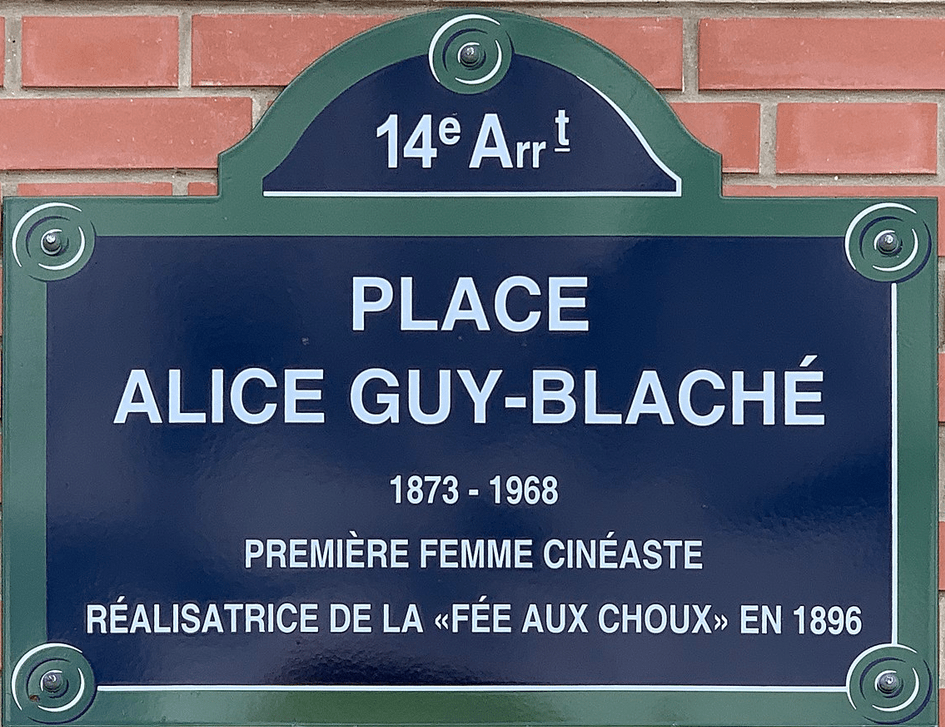 14e Arrt
PLACE
ALICE GUY-BLACHÉ
1873 - 1968
PREMIÈRE FEMME CINÉASTE
RÉALISATRICE DE LA «FÉE AUX CHOUX» EN 1896